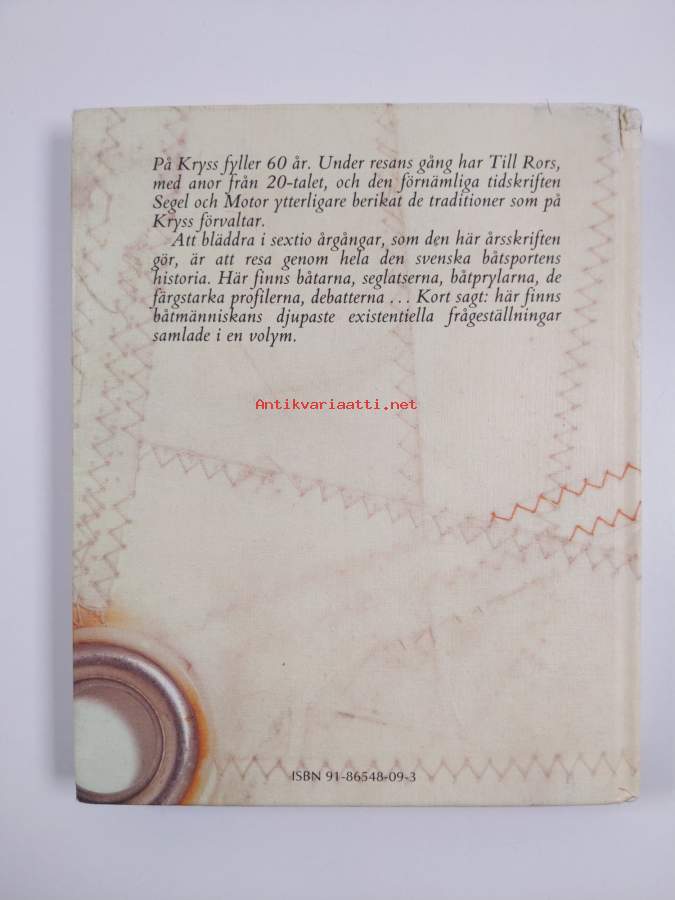 På Kryss fyller 60 år. Under resans gång har Till Rors,
med anor från 20-talet, och den förnämliga tidskriften
Segel och Motor ytterligare berikat de traditioner som på
Kryss förvaltar.
Att bläddra i sextio årgångar, som den här årsskriften
gör, är att resa genom hela den svenska båtsportens
historia. Här finns båtarna, seglatserna, båtprylarna, de
färgstarka profilerna, debatterna ... Kort sagt: här finns
båtmänniskans djupaste existentiella frågeställningar
samlade i en volym.
Antikvariaatti.net
ISBN 91-86548-09-3